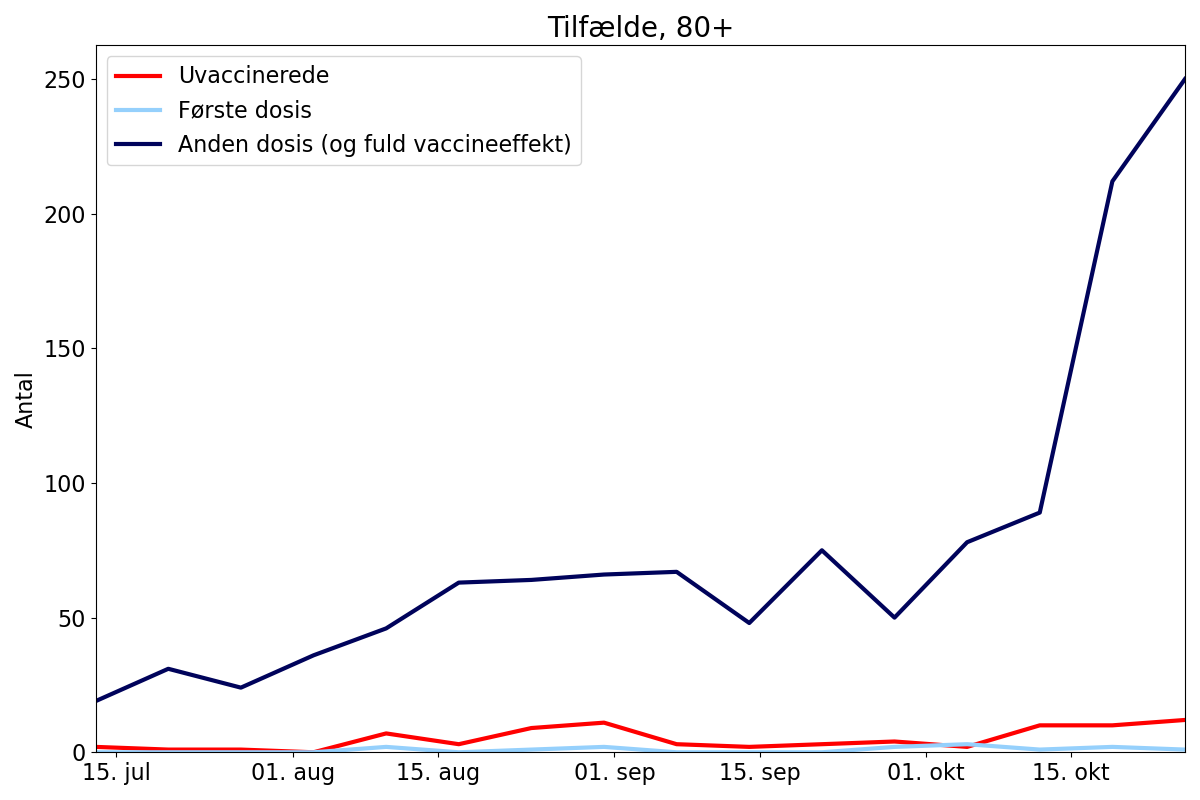 Tilfælde, 80+
Uvaccinerede
Første dosis
Anden dosis (og fuld vaccineeffekt)
250
200
150
100
50
0
Antal
15. jul
01. aug
15. aug
01. sep
15. sep
01. okt
15. okt